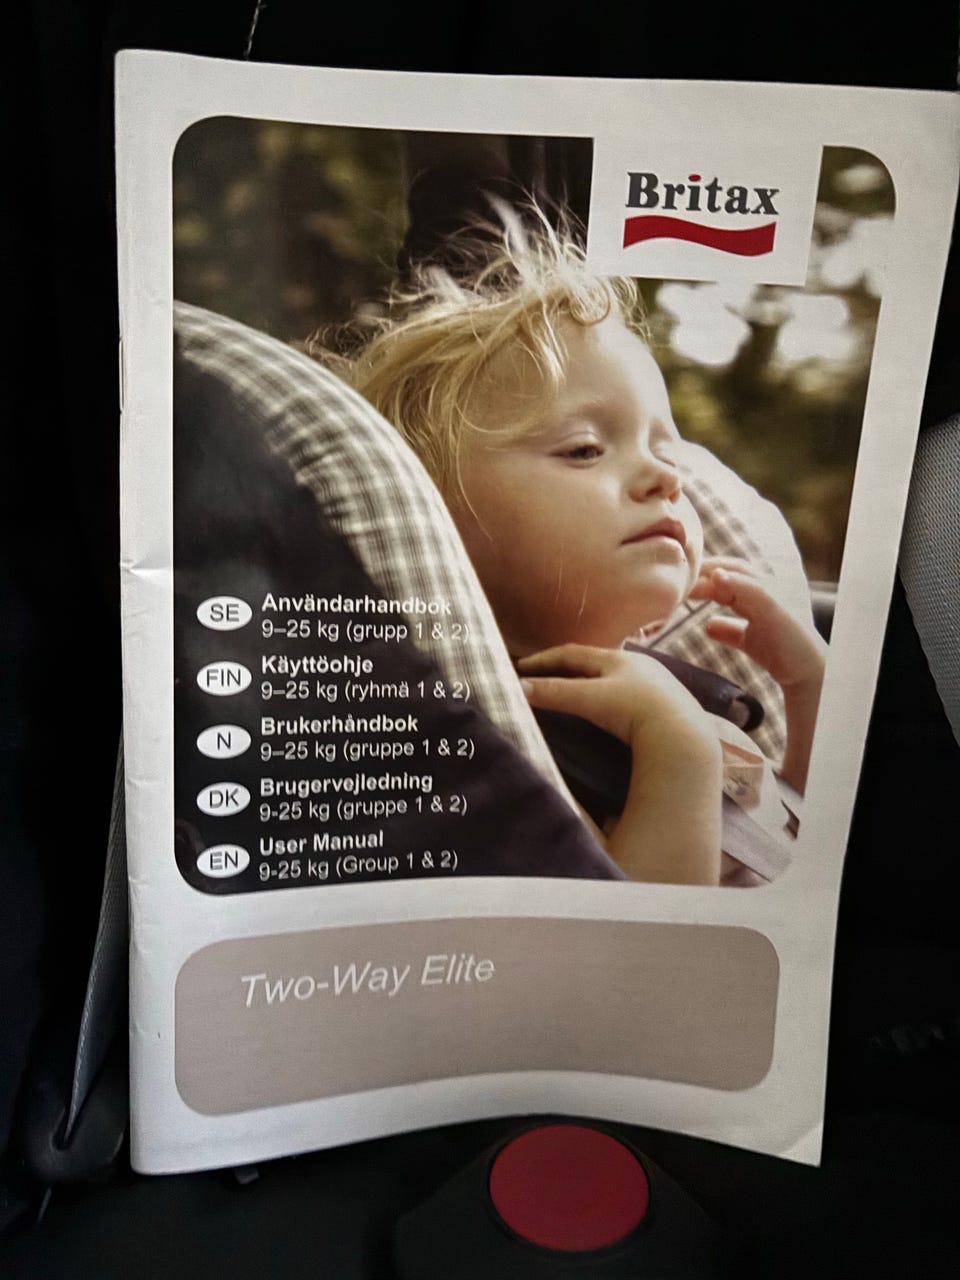 Britax
SE Användarhandbok
9–25 kg (grupp 1 & 2)
FIN Käyttöohje
9–25 kg (ryhmä 1 & 2)
N Brukerhåndbok
9–25 kg (gruppe 1 & 2)
DK Brugervejledning
9-25 kg (gruppe 1 & 2)
EN User Manual
9-25 kg (Group 1 & 2)
Two-Way Elite